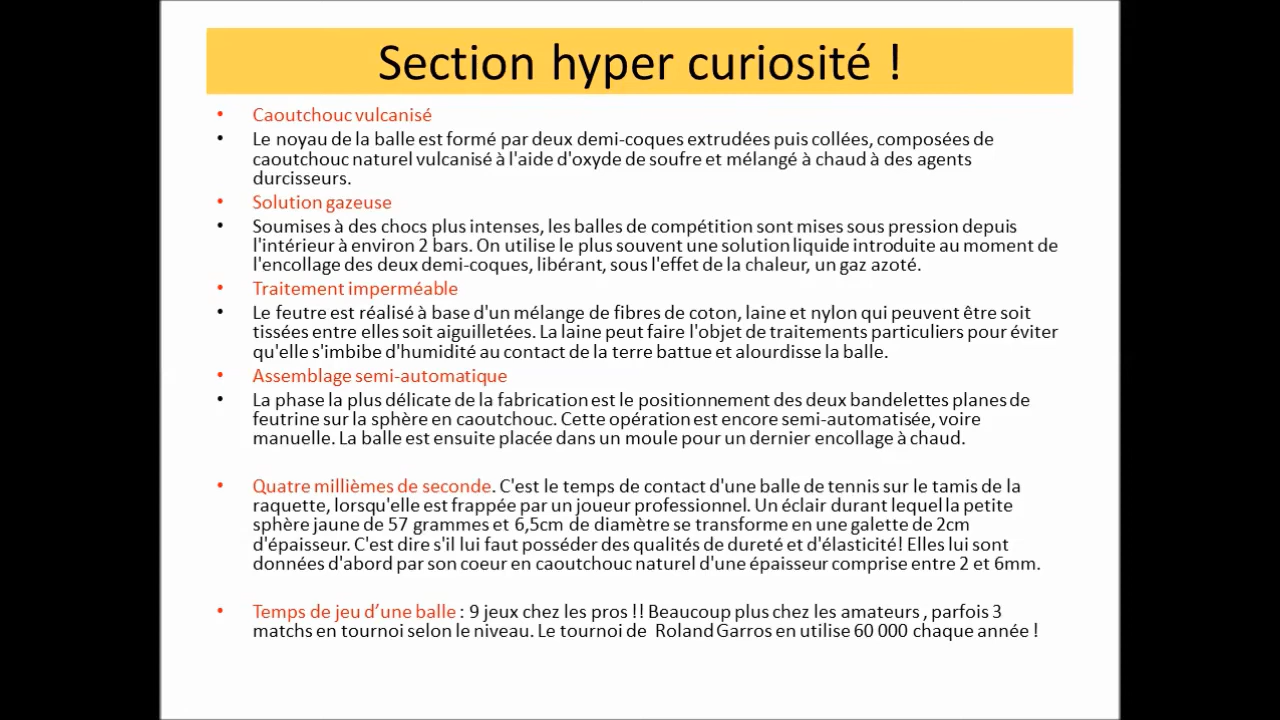 Section hyper curiosité !
• Caoutchouc vulcanisé
• Le noyau de la balle est formé par deux demi-coques extrudées puis collées, composées de
caoutchouc naturel vulcanisé à l'aide d'oxyde de soufre et mélangé à chaud à des agents
durcisseurs.
• Solution gazeuse
• Soumises à des chocs plus intenses, les balles de compétition sont mises sous pression depuis
l'intérieur à environ 2 bars. On utilise le plus souvent une solution liquide introduite au moment de
l'encollage des deux demi-coques, libérant, sous l'effet de la chaleur, un gaz azoté.
• Traitement imperméable
• Le feutre est réalisé à base d'un mélange de fibres de coton, laine et nylon qui peuvent être soit
tissées entre elles soit aiguilletées. La laine peut faire l'objet de traitements particuliers pour éviter
qu'elle s'imbibe d'humidité au contact de la terre battue et alourdisse la balle.
• Assemblage semi-automatique
• La phase la plus délicate de la fabrication est le positionnement des deux bandelettes planes de
feutrine sur la sphère en caoutchouc. Cette opération est encore semi-automatisée, voire
manuelle. La balle est ensuite placée dans un moule pour un dernier encollage à chaud.
• Quatre millièmes de seconde. C'est le temps de contact d'une balle de tennis sur le tamis de la
raquette, lorsqu'elle est frappée par un joueur professionnel. Un éclair durant lequel la petite
sphère jaune de 57 grammes et 6,5cm de diamètre se transforme en une galette de 2cm
d'épaisseur. C'est dire s'il lui faut posséder des qualités de dureté et d'élasticité! Elles lui sont
données d'abord par son coeur en caoutchouc naturel d'une épaisseur comprise entre 2 et 6mm.
• Temps de jeu d’une balle : 9 jeux chez les pros !! Beaucoup plus chez les amateurs , parfois 3
matchs en tournoi selon le niveau. Le tournoi de  Roland Garros en utilise 60 000 chaque année !